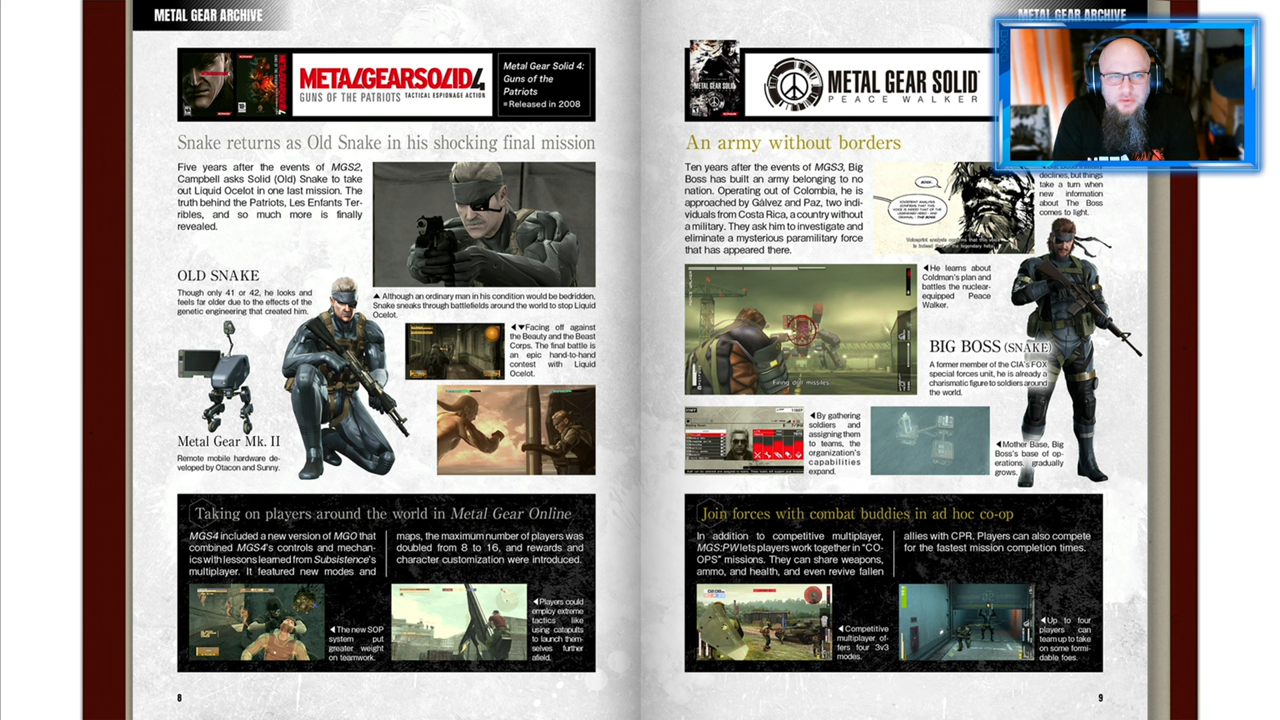 METAL GEAR ARCHIVE
METAL GEAR SOLID 4
GUNS OF THE PATRIOTS TACTICAL ESPIONAGE ACTION
Metal Gear Solid 4:
Guns of the
Patriots
Released in 2008
Snake returns as Old Snake in his shocking final mission
Five years after the events of MGS2,
Campbell asks Solid (Old) Snake to take
out Liquid Ocelot in one last mission. The
truth behind the Patriots, Les Enfants Ter-
ribles, and so much more is finally
revealed.
OLD SNAKE
Though only 41 or 42, he looks and
feels far older due to the effects of the
genetic engineering that created him.
▲ Although an ordinary man in his condition would be bedridden,
Snake sneaks through battlefields around the world to stop Liquid
Ocelot.
◀▼Facing off against
the Beauty and the Beast
Corps. The final battle is
an epic hand-to-hand
contest with Liquid
Ocelot.
Metal Gear Mk. II
Remote mobile hardware de-
veloped by Otacon and Sunny.
Taking on players around the world in Metal Gear Online
MGS4 included a new version of MGO that
combined MGS4's controls and mechan-
ics with lessons learned from Subsistence's
multiplayer. It featured new modes and
maps, the maximum number of players was
doubled from 8 to 16, and rewards and
character customization were introduced.
◀The new SOP
system put
greater weight
on teamwork.
◀Players could
employ extreme
tactics like
using catapults
to launch them-
selves further
afield.
8
METAL GEAR ARCHIVE
METAL GEAR SOLID
PEACE WALKER
An army without borders
Ten years after the events of MGS3, Big
Boss has built an army belonging to no
nation. Operating out of Colombia, he is
approached by Gálvez and Paz, two indi-
viduals from Costa Rica, a country without
a military. They ask him to investigate and
eliminate a mysterious paramilitary force
that has appeared there.
declines, but things
take a turn when
new information
about The Boss
comes to light.
◀He learns about
Coldman's plan and
battles the nuclear-
equipped Peace
Walker.
Firing doll missiles.
BIG BOSS (SNAKE)
A former member of the CIA's FOX
special forces unit, he is already a
charismatic figure to soldiers around
the world.
◀By gathering
soldiers and
assigning them
to teams, the
organization's
capabilities
expand.
◀Mother Base, Big
Boss's base of op-
erations, gradually
grows.
Join forces with combat buddies in ad hoc co-op
In addition to competitive multiplayer,
MGS:PW lets players work together in "CO-
OPS" missions. They can share weapons,
ammo, and health, and even revive fallen
allies with CPR. Players can also compete
for the fastest mission completion times.
◀Competitive
multiplayer of-
fers four 3v3
modes.
◀Up to four
players can
team up to take
on some formi-
dable foes.
9